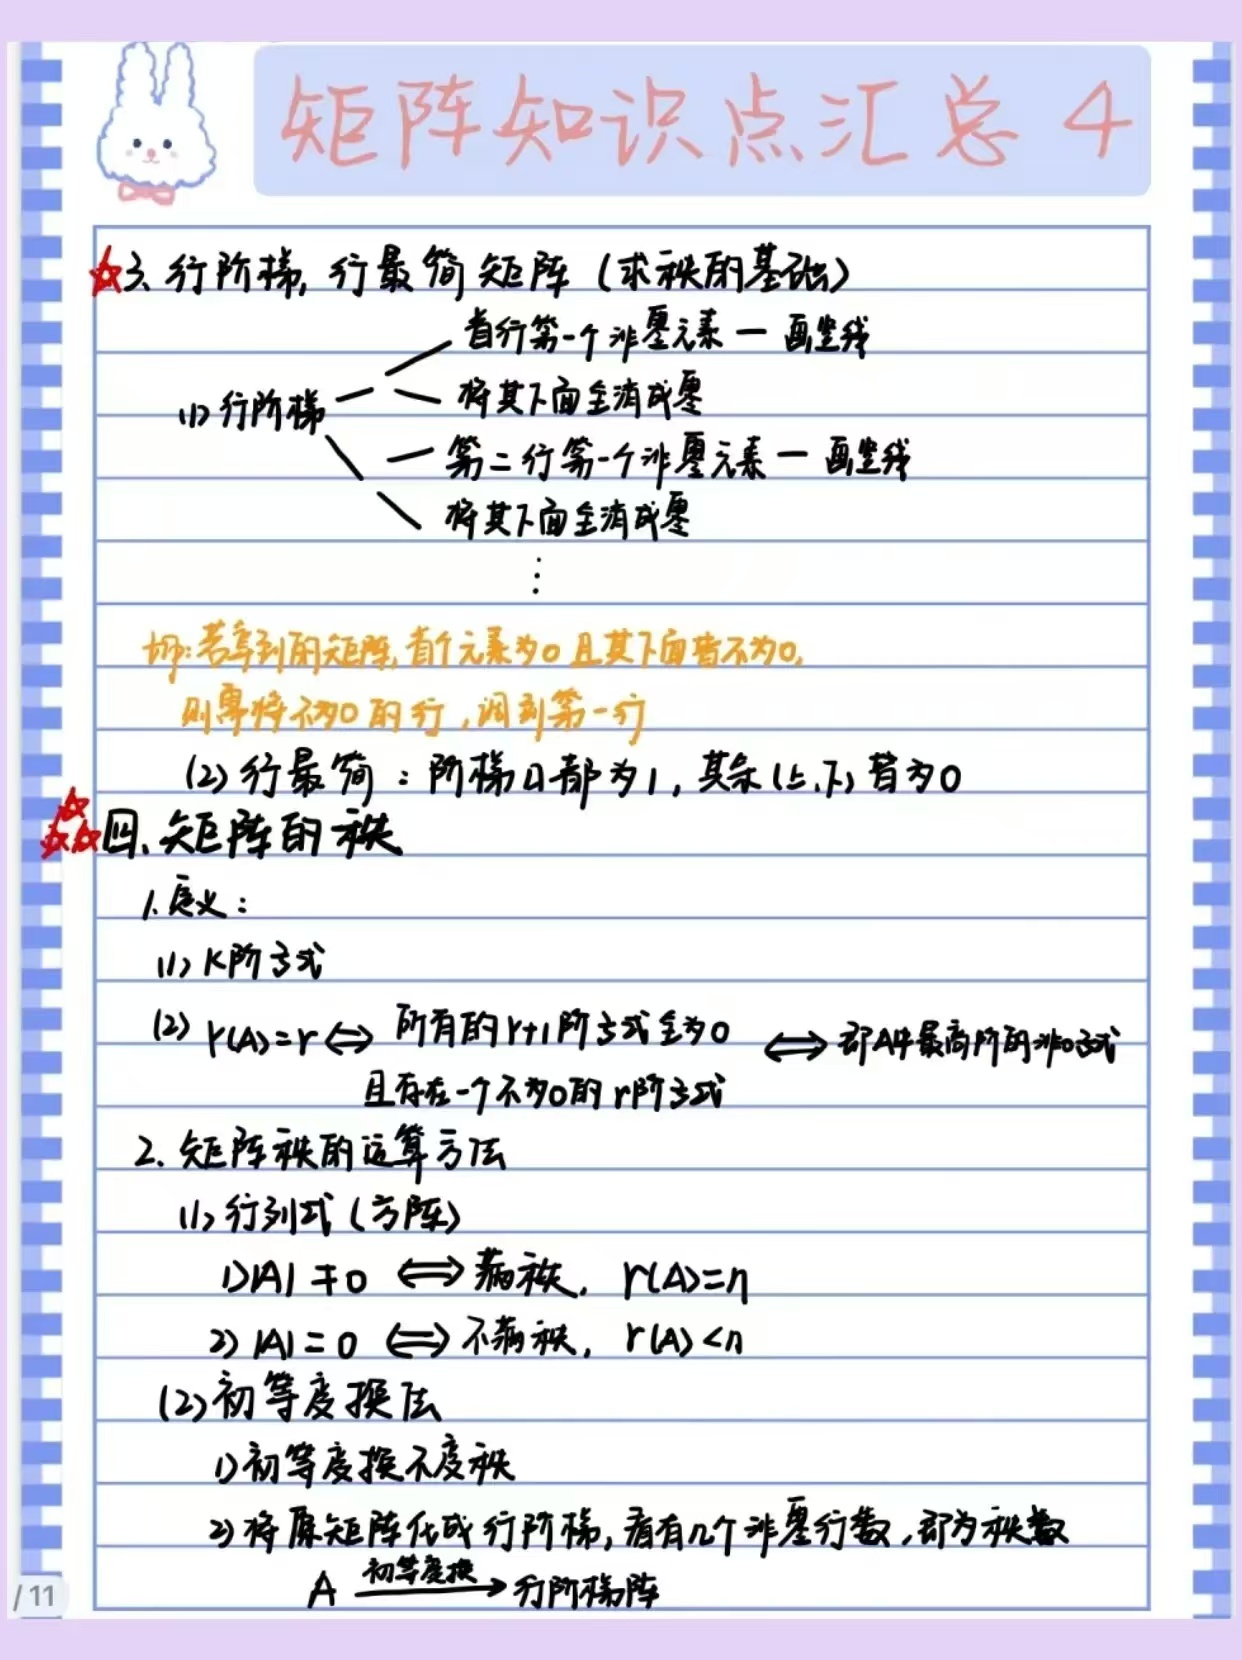 矩阵知识点汇总 4
3、行阶梯,行最简矩阵(求秩的基础)
首行第一个非零元素 — 画竖线
将其下面全消成零
(1) 行阶梯
第二行第一个非零元素 — 画竖线
将其下面全消成零
⋮
切:若拿到的矩阵,首个元素为0 且其下面皆不为0,
则需将不为0 的行,调到第一行
(2) 行最简:阶梯口都为1,其余(上、下)皆为0
四、矩阵的秩
1. 定义:
(1) K阶子式
(2) r(A)=r ⟺ 所有的r+1阶子式全为0 ⟺ 即A中最高阶的非0子式
且存在一个不为0的r阶子式
2. 矩阵秩的运算方法
(1) 行列式(方阵)
1) |A| ≠ 0 ⟺ 满秩, r(A)=n
2) |A| = 0 ⟺ 不满秩, r(A)<n
(2) 初等变换法
1) 初等变换不变秩
2) 将原矩阵化成行阶梯,看有几个非零行数,即为秩数
初等变换
A → 行阶梯阵
/ 11